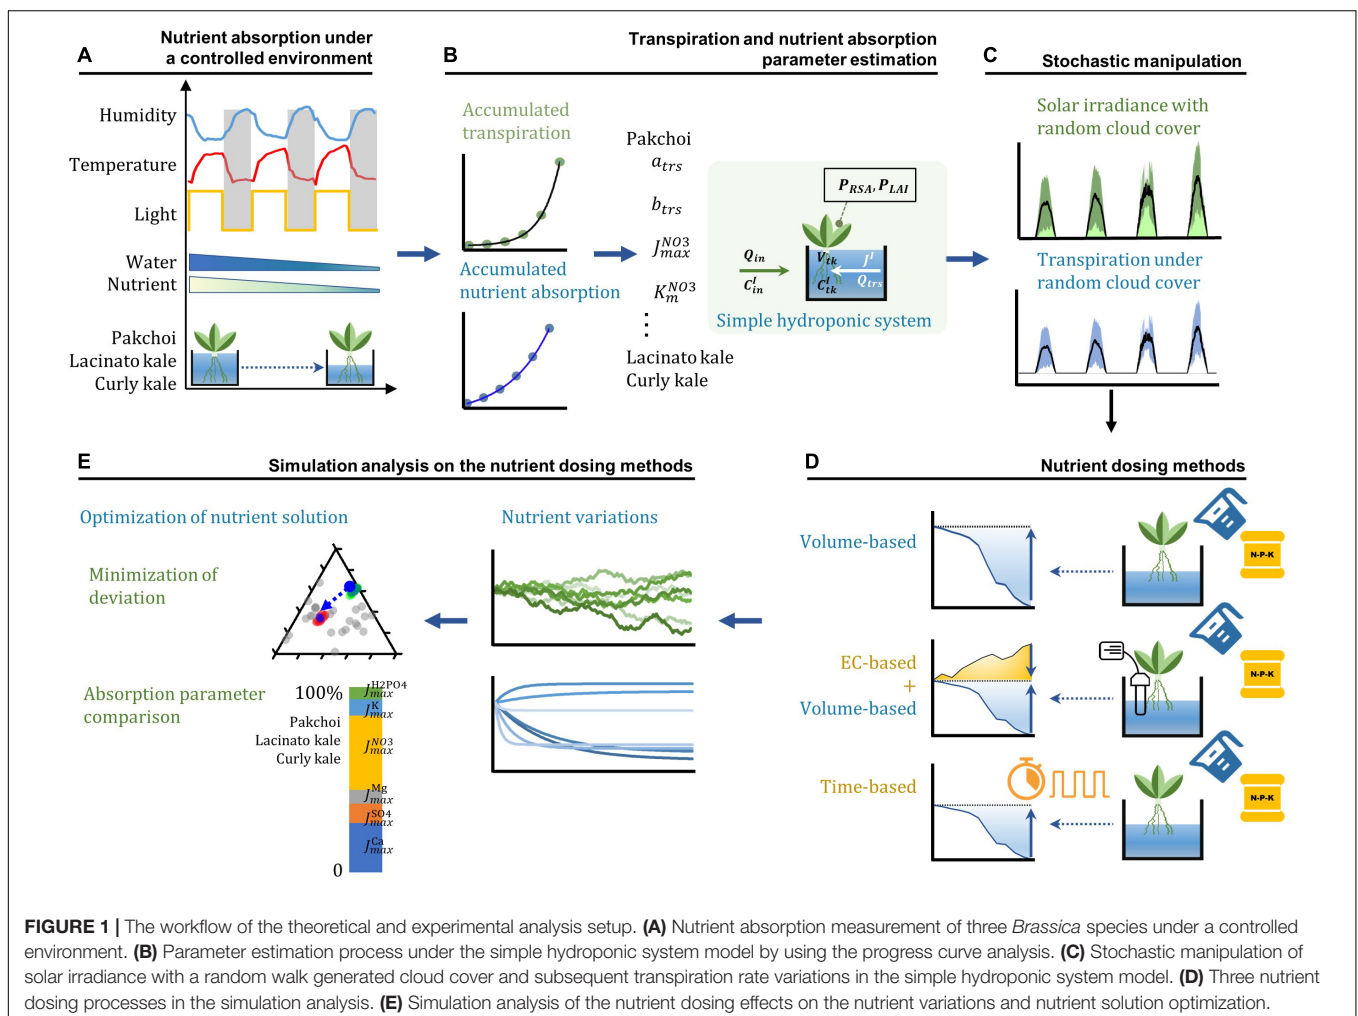 A
Nutrient absorption under
a controlled environment
Humidity
Temperature
Light
Water
Nutrient
Pakchoi
Lacinato kale
Curly kale
B
Transpiration and nutrient absorption
parameter estimation
Accumulated
transpiration
Accumulated
nutrient absorption
Pakchoi
a_trs
b_trs
J_max^NO3
K_m^NO3
⋮
Lacinato kale
Curly kale
P_RSA, P_LAI
Q_in
C_in^I
V_tk
C_tk^I
J^I
Q_trs
Simple hydroponic system
C
Stochastic manipulation
Solar irradiance with
random cloud cover
Transpiration under
random cloud cover
D
Nutrient dosing methods
Volume-based
N-P-K
EC-based
+
Volume-based
N-P-K
Time-based
N-P-K
E
Simulation analysis on the nutrient dosing methods
Optimization of nutrient solution
Minimization of
deviation
Absorption parameter
comparison
100%
Pakchoi
Lacinato kale
Curly kale
0
J_max^H2PO4
J_max^K
J_max^NO3
J_max^Mg
J_max^SO4
J_max^Ca
Nutrient variations
FIGURE 1 | The workflow of the theoretical and experimental analysis setup. (A) Nutrient absorption measurement of three Brassica species under a controlled
environment. (B) Parameter estimation process under the simple hydroponic system model by using the progress curve analysis. (C) Stochastic manipulation of
solar irradiance with a random walk generated cloud cover and subsequent transpiration rate variations in the simple hydroponic system model. (D) Three nutrient
dosing processes in the simulation analysis. (E) Simulation analysis of the nutrient dosing effects on the nutrient variations and nutrient solution optimization.